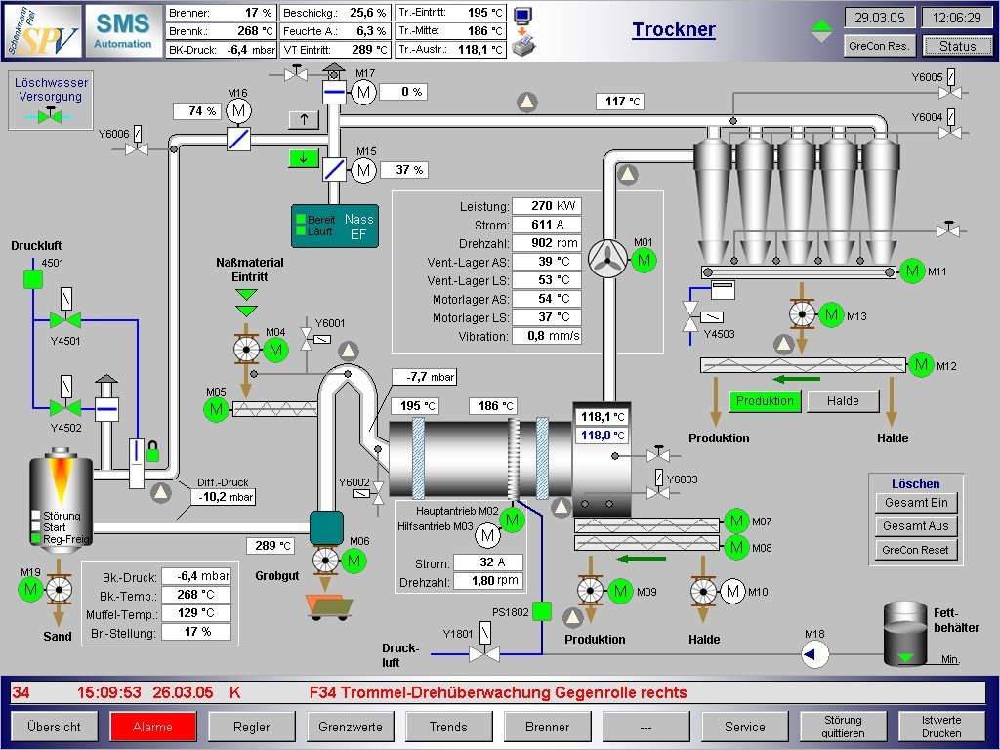 Schenkmann Piel
SPV
SMS
Automation
Brenner: 17 %
Brennk.: 268 °C
BK-Druck: -6,4 mbar
Beschickg.: 25,6 %
Feuchte A.: 6,3 %
VT Eintritt: 289 °C
Tr.-Eintritt: 195 °C
Tr.-Mitte: 186 °C
Tr.-Austr.: 118,1 °C
Trockner
29.03.05
12:06:29
GreCon Res.
Status
Löschwasser
Versorgung
M17
0 %
M16
74 %
Y6006
M15
37 %
Bereit
Läuft
Nass
EF
117 °C
Y6005
Y6004
Leistung: 270 KW
Strom: 611 A
Drehzahl: 902 rpm
Vent.-Lager AS: 39 °C
Vent.-Lager LS: 53 °C
Motorlager AS: 54 °C
Motorlager LS: 37 °C
Vibration: 0,8 mm/s
M01
M11
Y4503
M13
M12
Produktion
Halde
Produktion
Halde
Druckluft
4501
Y4501
Y4502
Naßmaterial
Eintritt
M04
Y6001
M05
-7,7 mbar
195 °C
186 °C
118,1 °C
118,0 °C
Y6002
Y6003
Diff.-Druck
-10,2 mbar
Störung
Start
Reg-Freig
289 °C
M06
Grobgut
Hauptantrieb M02
Hilfsantrieb M03
Strom: 32 A
Drehzahl: 1,80 rpm
M07
M08
M09
M10
Produktion
Halde
Löschen
Gesamt Ein
Gesamt Aus
GreCon Reset
M19
Sand
Bk.-Druck: -6,4 mbar
Bk.-Temp.: 268 °C
Muffel-Temp.: 129 °C
Br.-Stellung: 17 %
PS1802
Y1801
Druck-
luft
M18
Fett-
behälter
Min.
34 15:09:53 26.03.05 K F34 Trommel-Drehüberwachung Gegenrolle rechts
Übersicht
Alarme
Regler
Grenzwerte
Trends
Brenner
---
Service
Störung
quittieren
Istwerte
Drucken